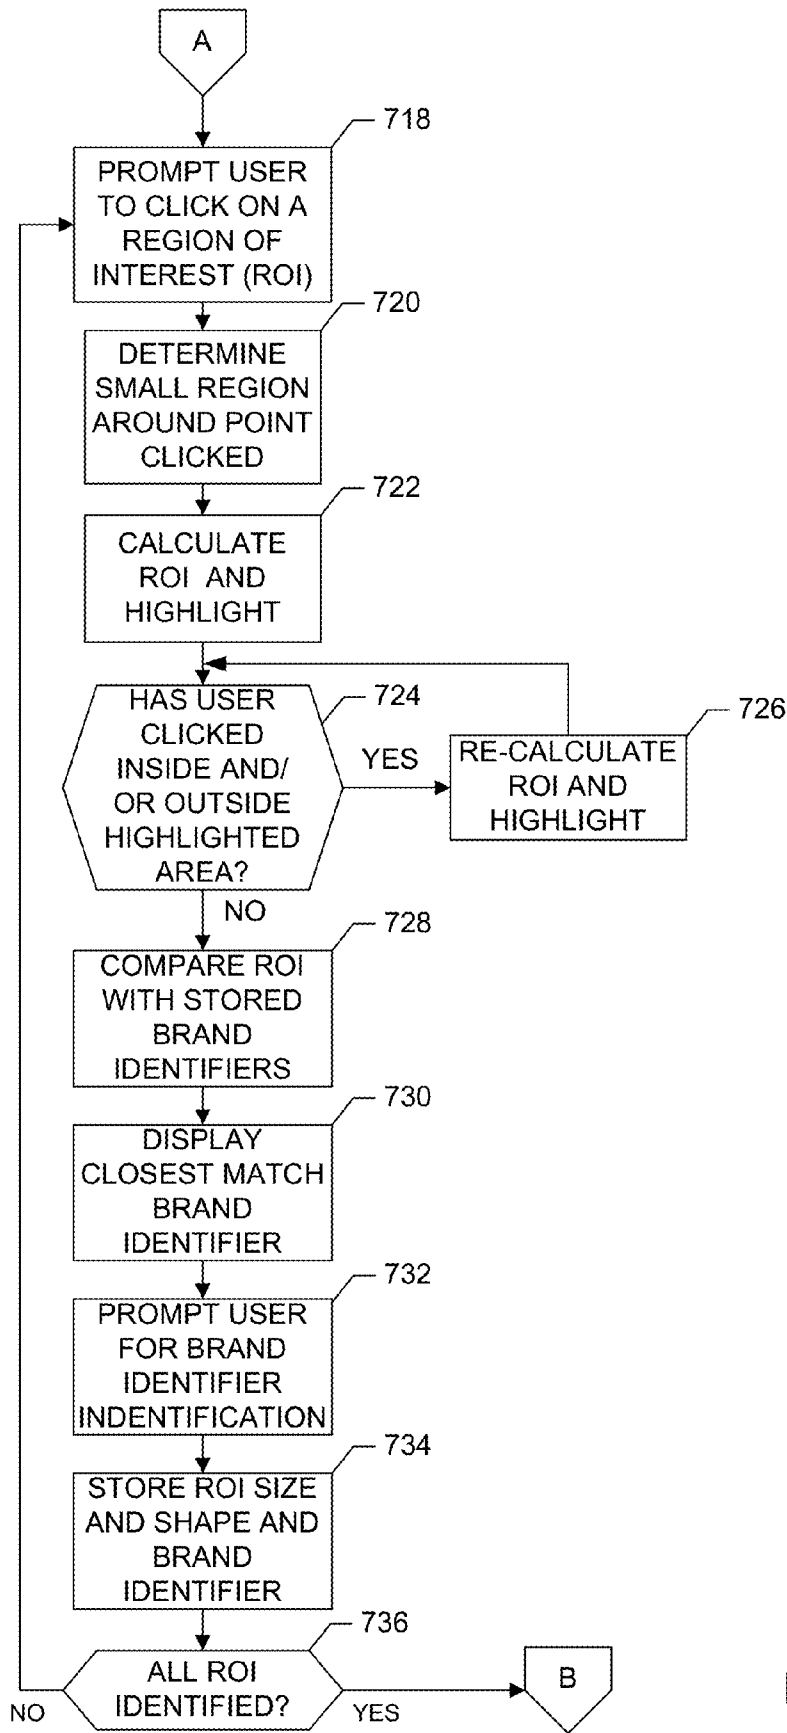 A
718
PROMPT USER
TO CLICK ON A
REGION OF
INTEREST (ROI)
720
DETERMINE
SMALL REGION
AROUND POINT
CLICKED
722
CALCULATE
ROI AND
HIGHLIGHT
724
HAS USER
CLICKED
INSIDE AND/
OR OUTSIDE
HIGHLIGHTED
AREA?
YES
726
RE-CALCULATE
ROI AND
HIGHLIGHT
NO
728
COMPARE ROI
WITH STORED
BRAND
IDENTIFIERS
730
DISPLAY
CLOSEST MATCH
BRAND
IDENTIFIER
732
PROMPT USER
FOR BRAND
IDENTIFIER
INDENTIFICATION
734
STORE ROI SIZE
AND SHAPE AND
BRAND
IDENTIFIER
736
ALL ROI
IDENTIFIED?
NO
YES
B